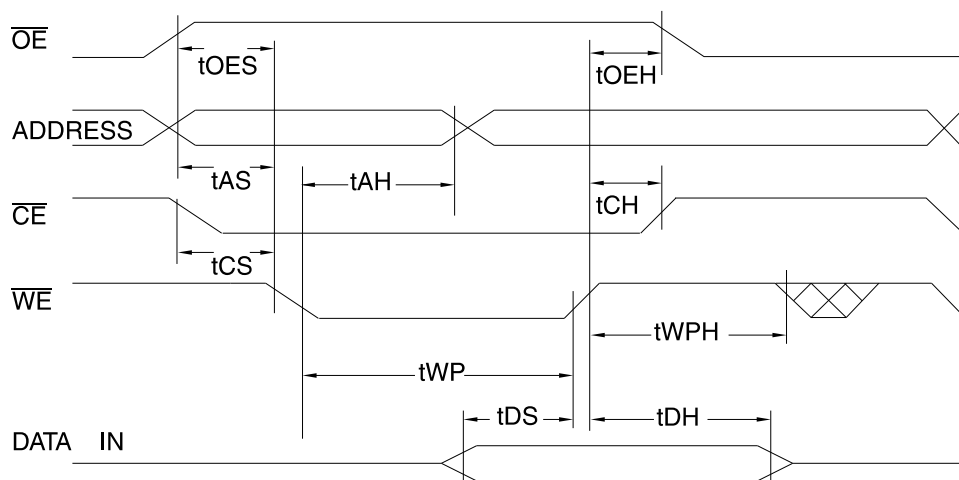 OE
tOES
tOEH
ADDRESS
tAS
tAH
tCH
CE
tCS
WE
tWPH
tWP
tDS
tDH
DATA IN